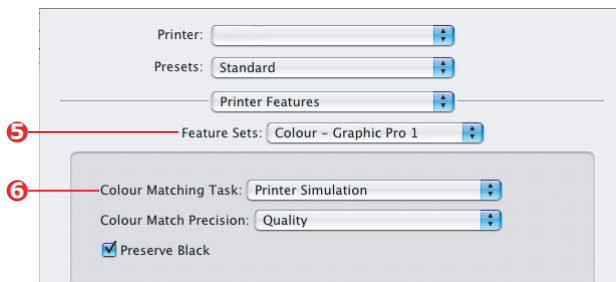 Printer:
Presets: Standard
Printer Features
5 Feature Sets: Colour – Graphic Pro 1
6 Colour Matching Task: Printer Simulation
Colour Match Precision: Quality
Preserve Black